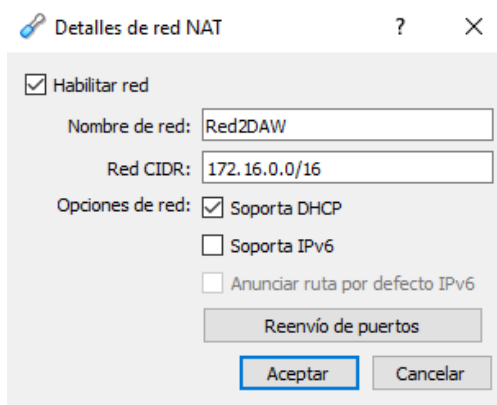 Detalles de red NAT ? ×
Habilitar red
Nombre de red: Red2DAW
Red CIDR: 172.16.0.0/16
Opciones de red: Soporta DHCP
Soporta IPv6
Anunciar ruta por defecto IPv6
Reenvío de puertos
Aceptar Cancelar